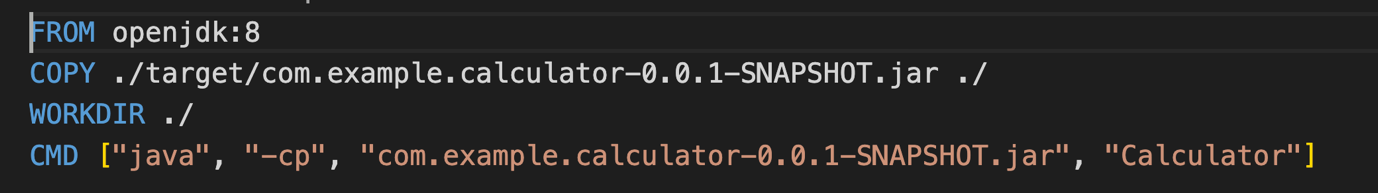 FROM openjdk:8
COPY ./target/com.example.calculator-0.0.1-SNAPSHOT.jar ./
WORKDIR ./
CMD ["java", "-cp", "com.example.calculator-0.0.1-SNAPSHOT.jar", "Calculator"]